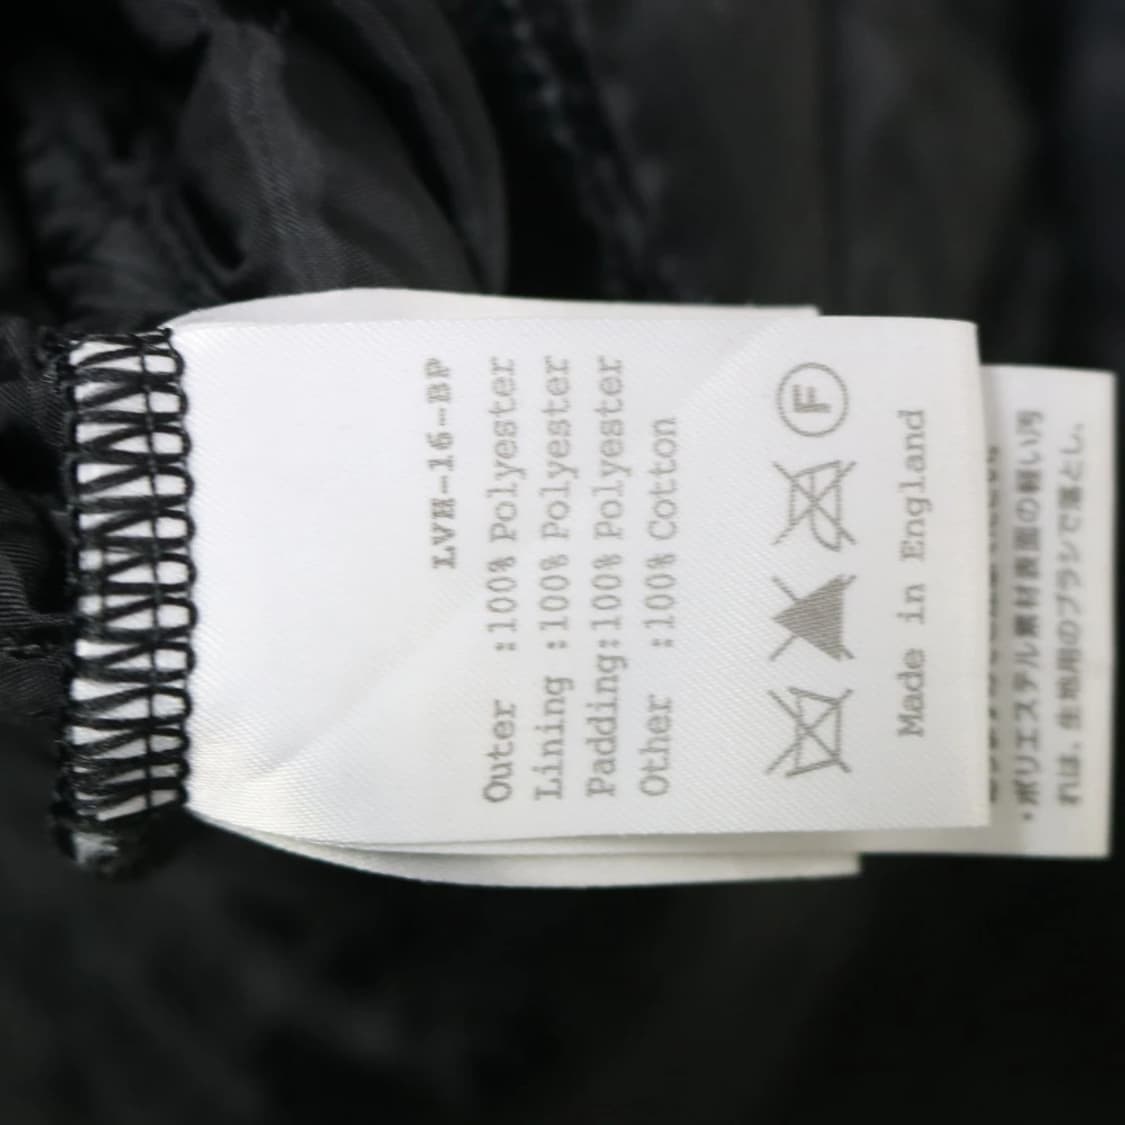 LVH-16-BP
Outer :100% Polyester
Lining :100% Polyester
Padding:100% Polyester
Other :100% Cotton
F
Made in England
・ポリエステル素材表面の軽い汚
れは、生地用のブラシで落とし、